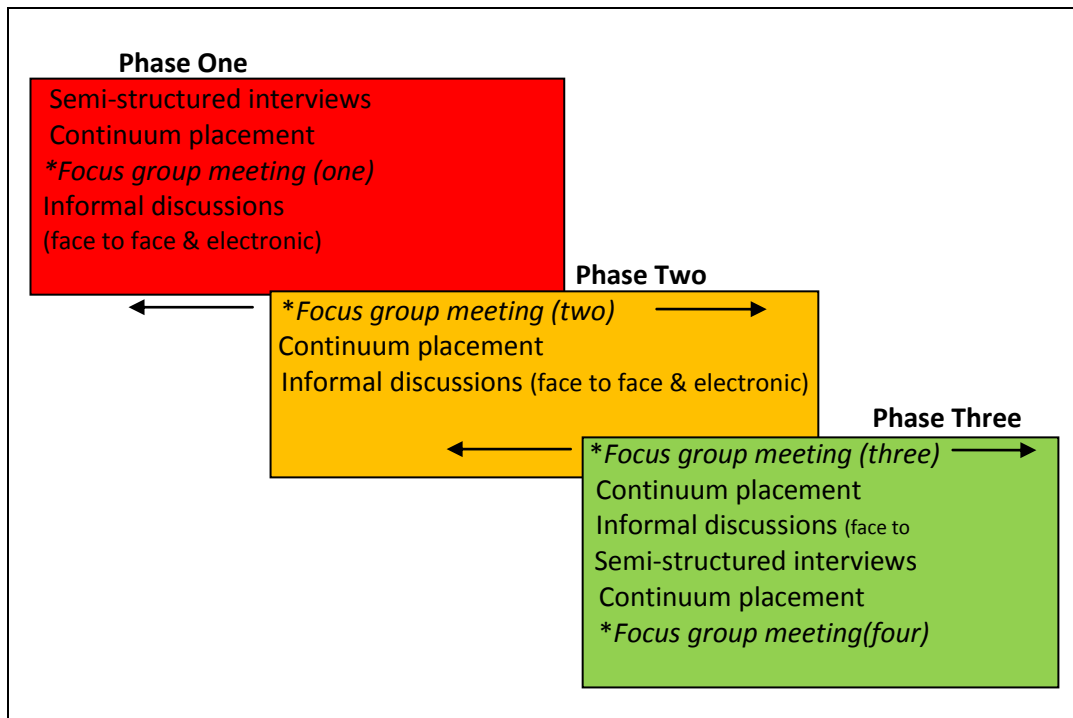 Phase One
Semi-structured interviews
Continuum placement
*Focus group meeting (one)
Informal discussions
(face to face & electronic)
Phase Two
*Focus group meeting (two)
Continuum placement
Informal discussions (face to face & electronic)
Phase Three
*Focus group meeting (three)
Continuum placement
Informal discussions (face to
Semi-structured interviews
Continuum placement
*Focus group meeting(four)